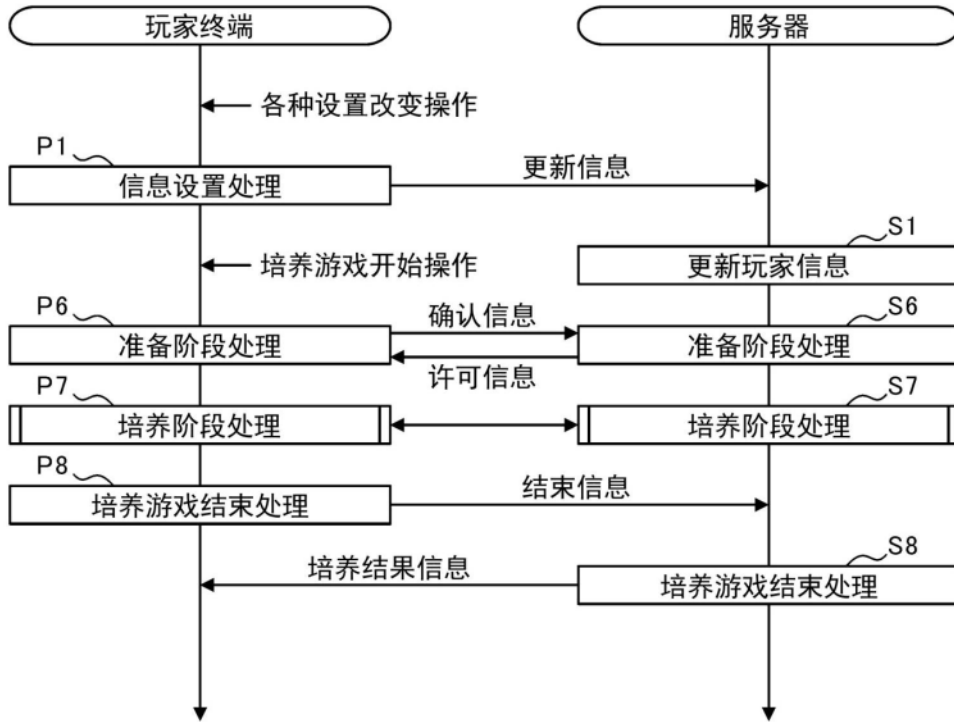 玩家终端
服务器
各种设置改变操作
P1
信息设置处理
更新信息
S1
培养游戏开始操作
更新玩家信息
P6
确认信息
S6
准备阶段处理
准备阶段处理
许可信息
P7
S7
培养阶段处理
培养阶段处理
P8
培养游戏结束处理
结束信息
S8
培养结果信息
培养游戏结束处理